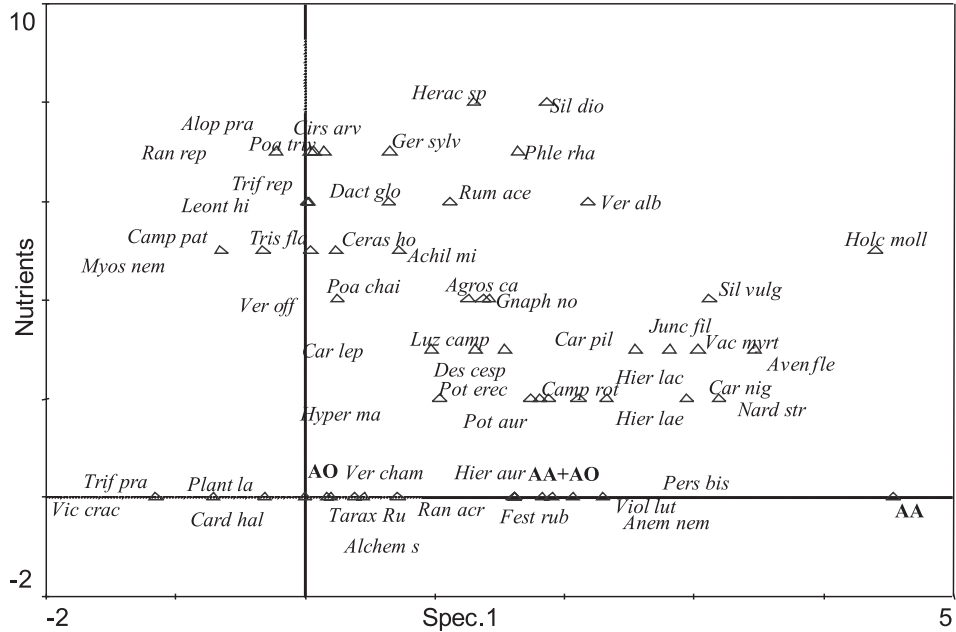 10
Herac sp
Sil dio
Alop pra
Cirs arv
Ran rep
Poa triv
Ger sylv
Phle rha
Trif rep
Dact glo
Rum ace
Ver alb
Leont hi
Camp pat
Tris fla
Ceras ho
Achil mi
Holc moll
Myos nem
Nutrients
Ver off
Poa chai
Agros ca
Gnaph no
Sil vulg
Car lep
Luz camp
Car pil
Junc fil
Vac myrt
Des cesp
Hier lac
Aven fle
Pot erec
Camp rot
Car nig
Hyper ma
Pot aur
Hier lae
Nard str
AO
Ver cham
Hier aur
AA+AO
Trif pra
Plant la
Pers bis
Vic crac
Card hal
Tarax Ru
Ran acr
Fest rub
Viol lut
AA
Anem nem
Alchem s
-2
-2
Spec.1
5